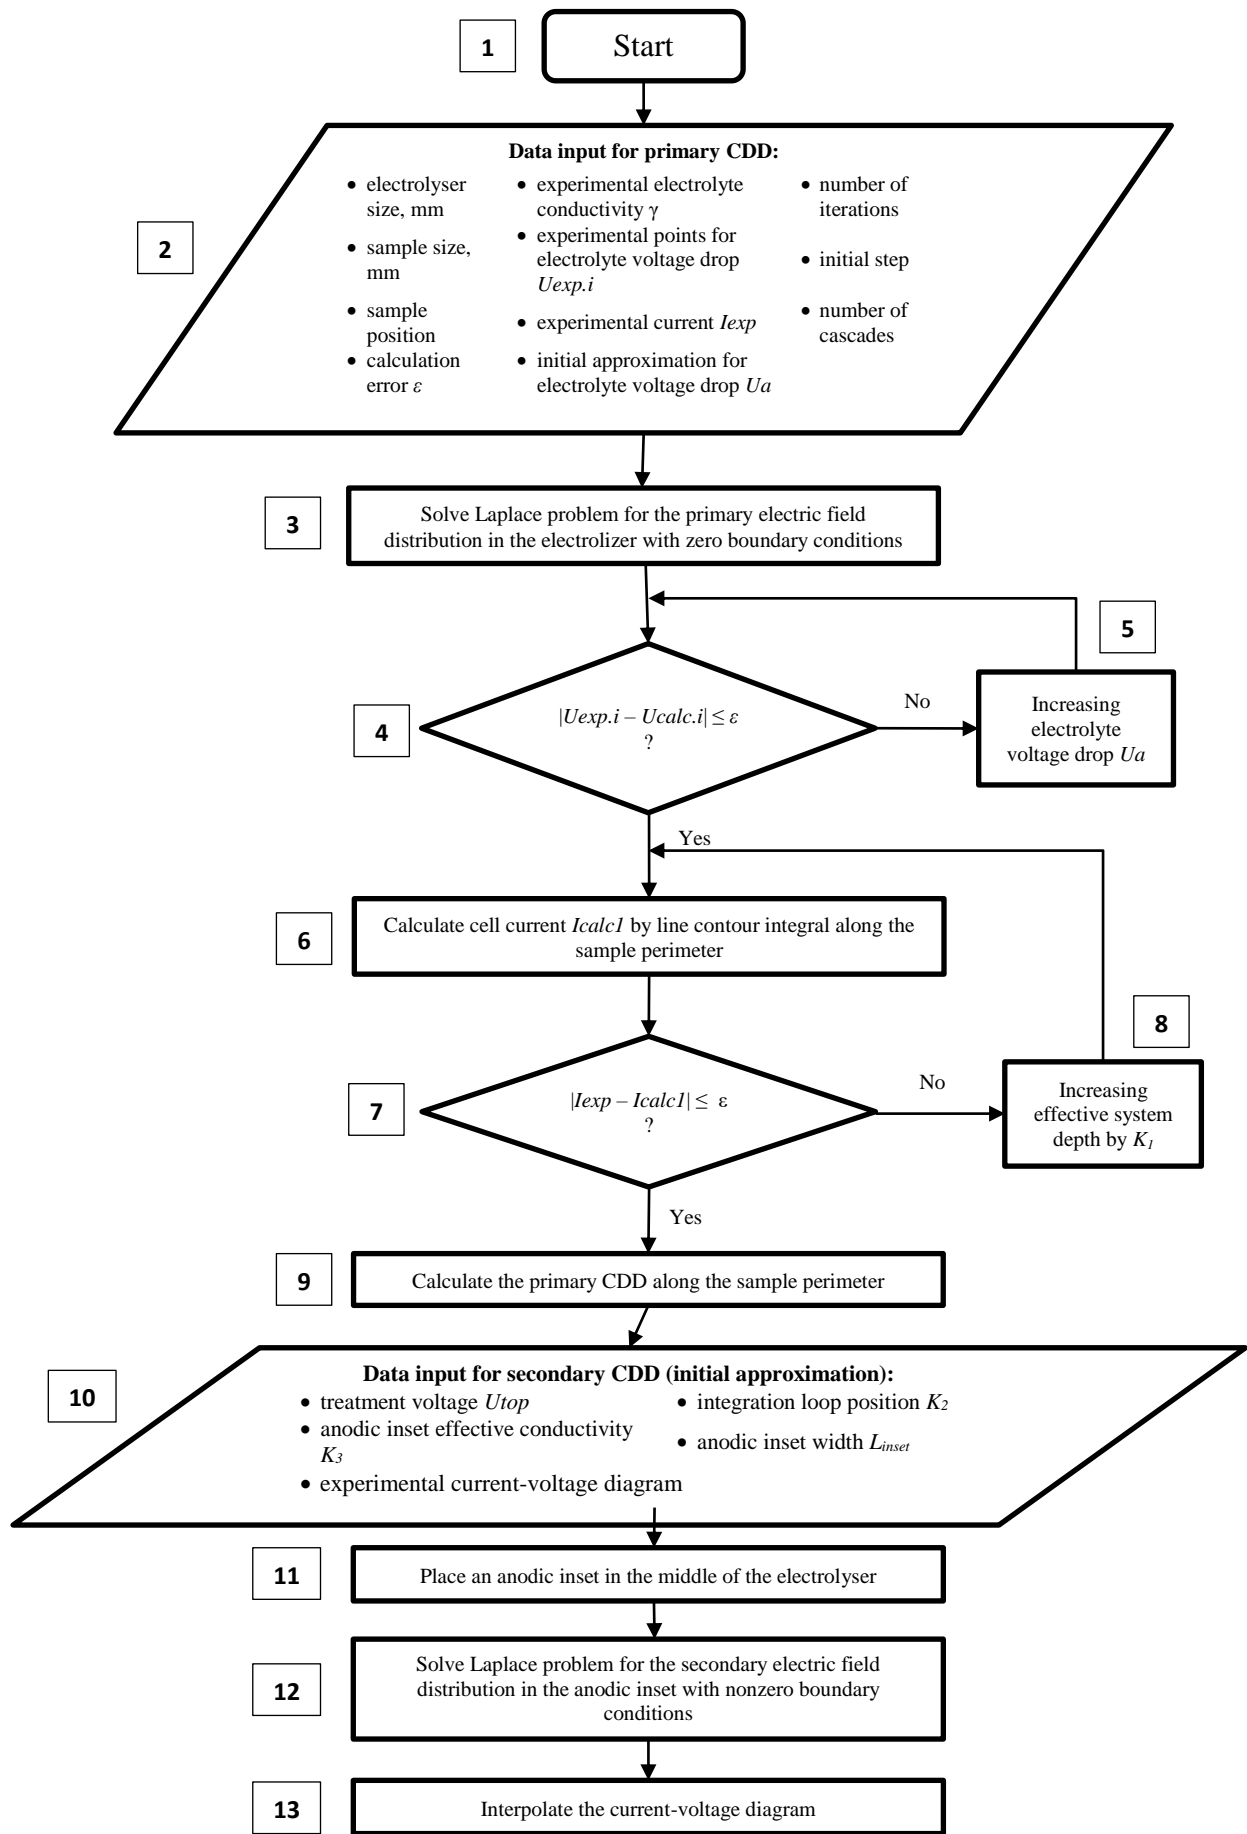 1
Start
2
Data input for primary CDD:
• electrolyser
size, mm
• sample size,
mm
• sample
position
• calculation
error ε
• experimental electrolyte
conductivity γ
• experimental points for
electrolyte voltage drop
Uexp.i
• experimental current Iexp
• initial approximation for
electrolyte voltage drop Ua
• number of
iterations
• initial step
• number of
cascades
3
Solve Laplace problem for the primary electric field
distribution in the electrolizer with zero boundary conditions
4
|Uexp.i – Ucalc.i| ≤ ε
?
No
5
Increasing
electrolyte
voltage drop Ua
Yes
6
Calculate cell current Icalc1 by line contour integral along the
sample perimeter
7
|Iexp – Icalc1| ≤ ε
?
No
8
Increasing
effective system
depth by K1
Yes
9
Calculate the primary CDD along the sample perimeter
10
Data input for secondary CDD (initial approximation):
• treatment voltage Utop
• anodic inset effective conductivity
K3
• experimental current-voltage diagram
• integration loop position K2
• anodic inset width Linset
11
Place an anodic inset in the middle of the electrolyser
12
Solve Laplace problem for the secondary electric field
distribution in the anodic inset with nonzero boundary
conditions
13
Interpolate the current-voltage diagram